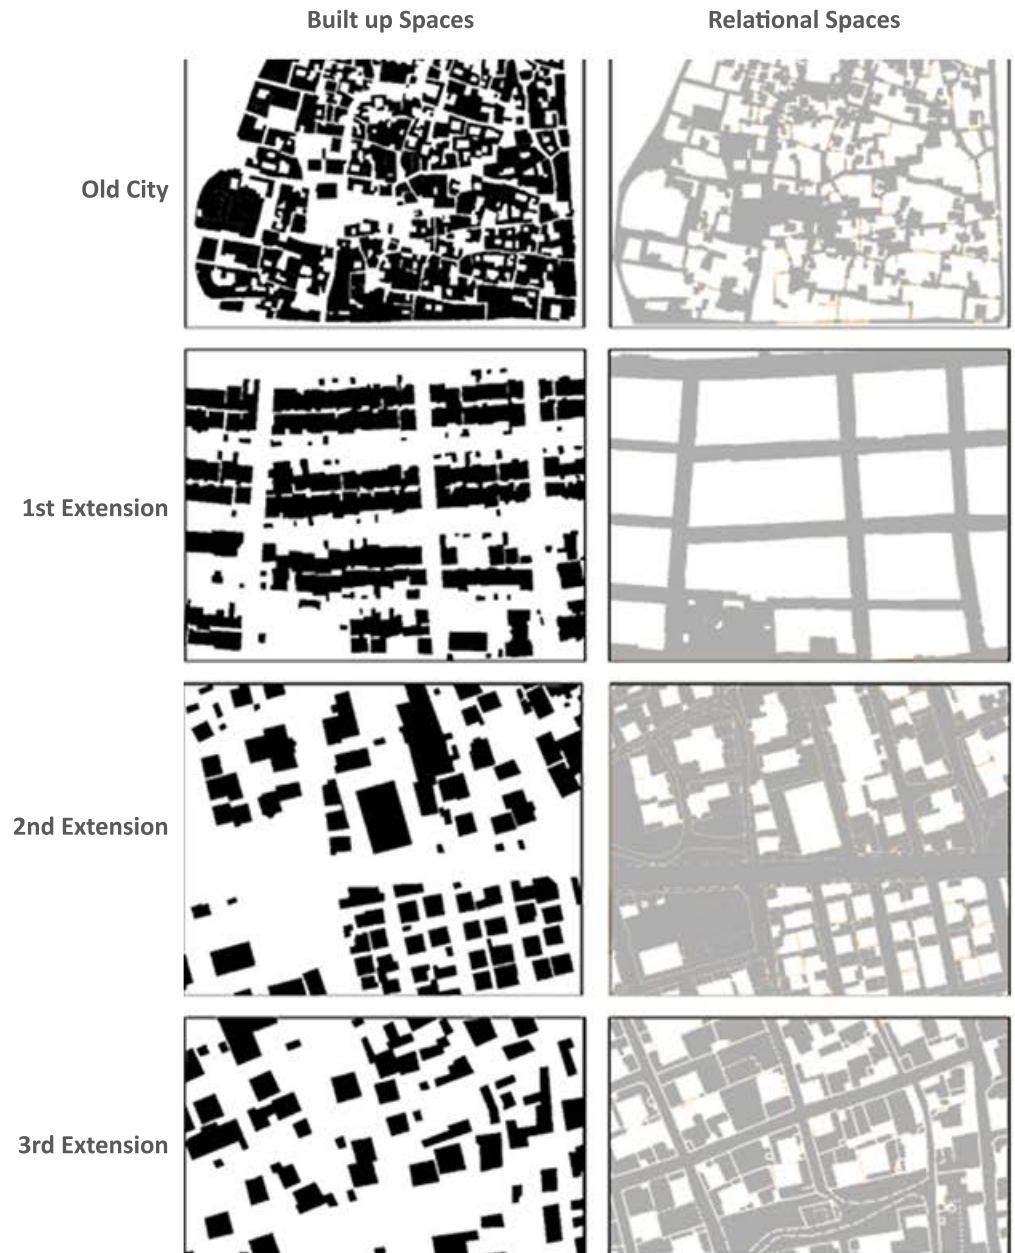 Built up Spaces
Relational Spaces
Old City
1st Extension
2nd Extension
3rd Extension